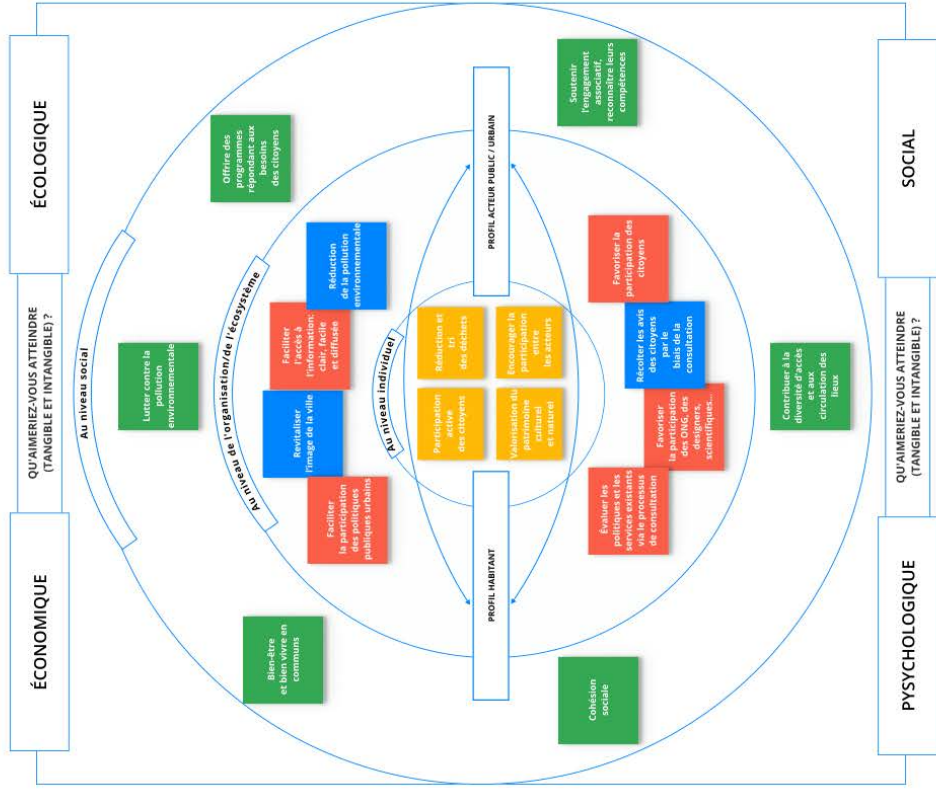 ÉCONOMIQUE
QU'AIMERIEZ-VOUS ATTEINDRE
(TANGIBLE ET INTANGIBLE) ?
ÉCOLOGIQUE
Au niveau social
Lutter contre la
pollution
environnementale
Bien-être
et bien vivre en
communs
Offrire des
programmes
répondant aux
besoins
des citoyens
Au niveau de l'organisation/de l'écosystème
Faciliter
la participation
des politiques
publiques urbains
Revitaliser
l'image de la ville
Faciliter
l'accès à
l'information:
clair, facile
et diffusée
Réduction
de la pollution
environnementale
Au niveau individuel
Participation
active
des citoyens
Réduction et
tri
des déchets
PROFIL HABITANT
PROFIL ACTEUR PUBLIC / URBAIN
Valorisation du
patrimoine
culturel
et naturel
Encourager la
participation
entre
les acteurs
Cohésion
sociale
Évaluer les
politiques et les
services existants
via le processus
de consultation
Favoriser
la participation
des ONG, des
designers,
scientifiques...
Récolter les avis
des citoyens
par le
biais de la
consultation
Favoriser la
participation des
citoyens
Soutenir
l'engagement
associatif,
reconnaître leurs
compétences
Contribuer à la
diversité d'accès
et aux
circulation des
lieux
PYSYCHOLOGIQUE
QU'AIMERIEZ-VOUS ATTEINDRE
(TANGIBLE ET INTANGIBLE) ?
SOCIAL